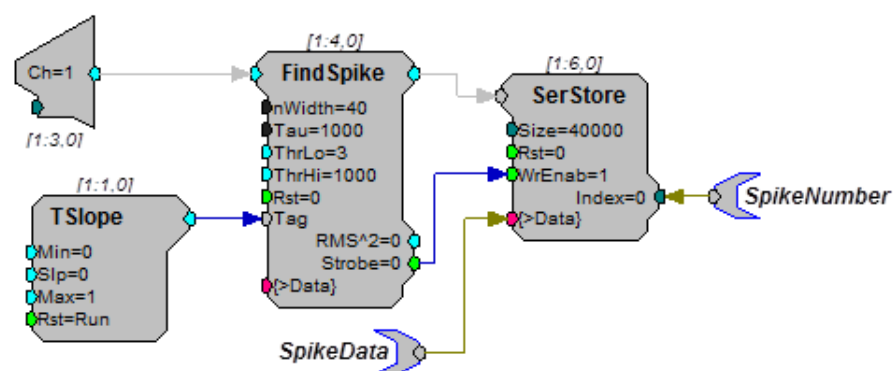 [1:4,0]
Ch=1
[1:3,0]
FindSpike
nWidth=40
Tau=1000
ThrLo=3
ThrHi=1000
Rst=0
Tag
RMS^2=0
Strobe=0
{>Data}
[1:6,0]
SerStore
Size=40000
Rst=0
WrEnab=1
Index=0
{>Data}
SpikeNumber
[1:1,0]
TSlope
Min=0
Slp=0
Max=1
Rst=Run
SpikeData